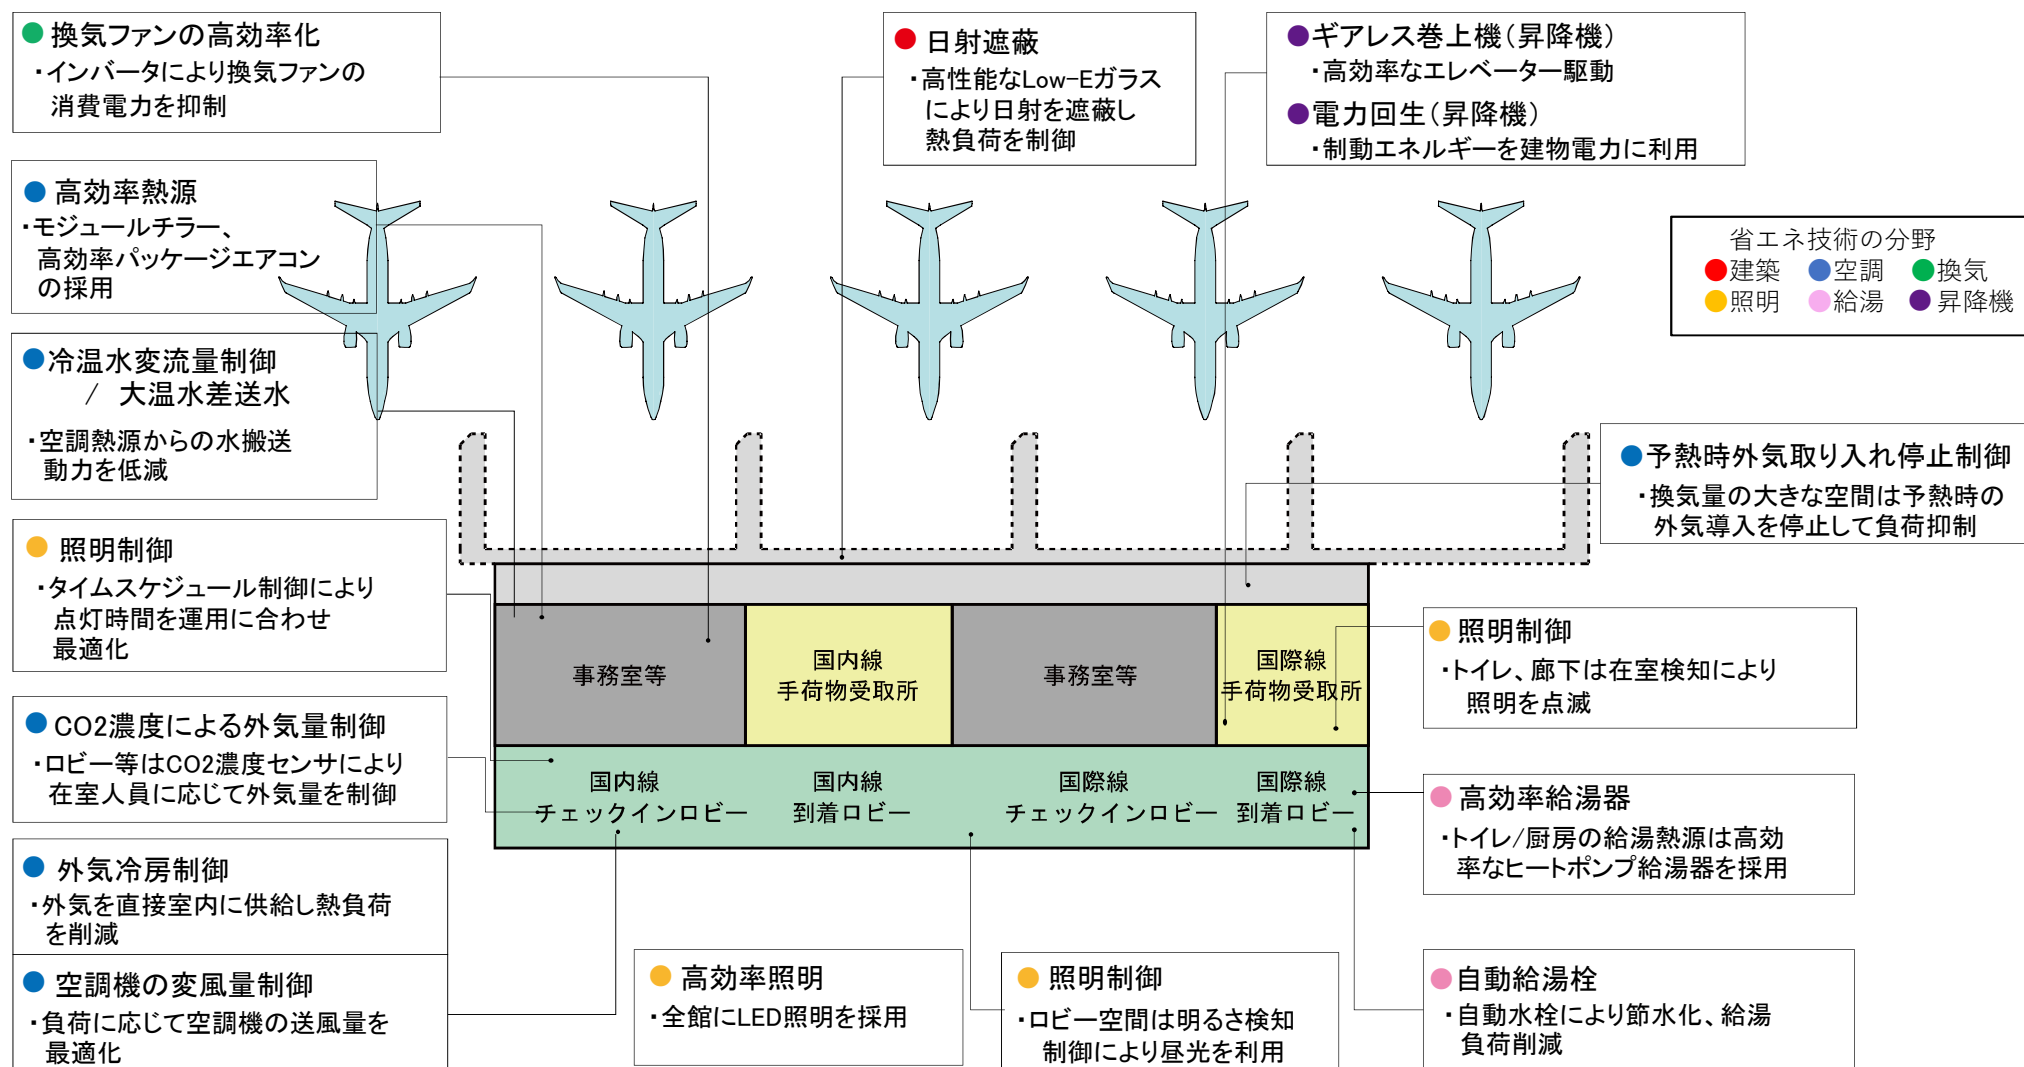 換気ファンの高効率化
・インバータにより換気ファンの
消費電力を抑制
日射遮蔽
・高性能なLow-Eガラス
により日射を遮蔽し
熱負荷を制御
ギアレス巻上機(昇降機)
・高効率なエレベーター駆動
電力回生(昇降機)
・制動エネルギーを建物電力に利用
高効率熱源
・モジュールチラー、
高効率パッケージエアコン
の採用
省エネ技術の分野
建築 空調 換気
照明 給湯 昇降機
冷温水変流量制御
/ 大温水差送水
・空調熱源からの水搬送
動力を低減
予熱時外気取り入れ停止制御
・換気量の大きな空間は予熱時の
外気導入を停止して負荷抑制
照明制御
・タイムスケジュール制御により
点灯時間を運用に合わせ
最適化
事務室等
国内線
手荷物受取所
事務室等
国際線
手荷物受取所
照明制御
・トイレ、廊下は在室検知により
照明を点滅
CO2濃度による外気量制御
・ロビー等はCO2濃度センサにより
在室人員に応じて外気量を制御
国内線
チェックインロビー
国内線
到着ロビー
国際線
チェックインロビー
国際線
到着ロビー
高効率給湯器
・トイレ/厨房の給湯熱源は高効
率なヒートポンプ給湯器を採用
外気冷房制御
・外気を直接室内に供給し熱負荷
を削減
空調機の変風量制御
・負荷に応じて空調機の送風量を
最適化
高効率照明
・全館にLED照明を採用
照明制御
・ロビー空間は明るさ検知
制御により昼光を利用
自動給湯栓
・自動水栓により節水化、給湯
負荷削減